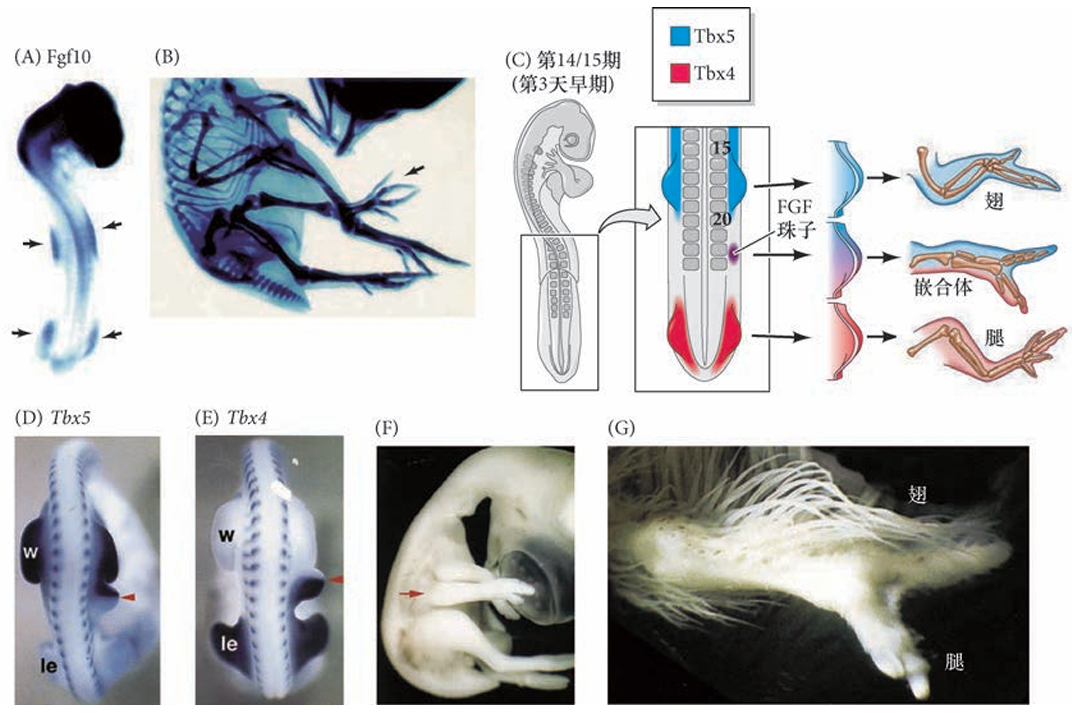 (A) Fgf10
(B)
Tbx5
Tbx4
(C) 第14/15期
(第3天早期)
15
20
FGF
珠子
翅
嵌合体
腿
(D) Tbx5
w
le
(E) Tbx4
w
le
(F)
(G)
翅
腿